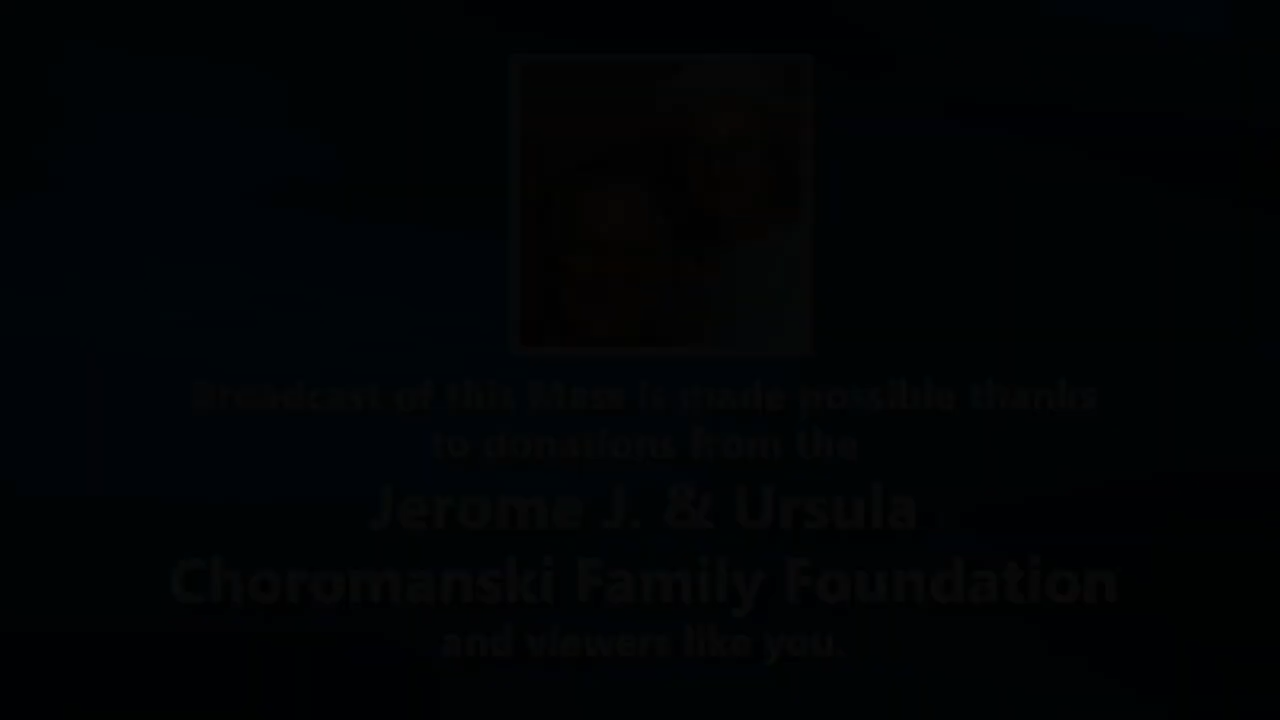 Broadcast of this Mass is made possible thanks
to donations from the
Jerome J. & Ursula
Choromanski Family Foundation
and viewers like you.